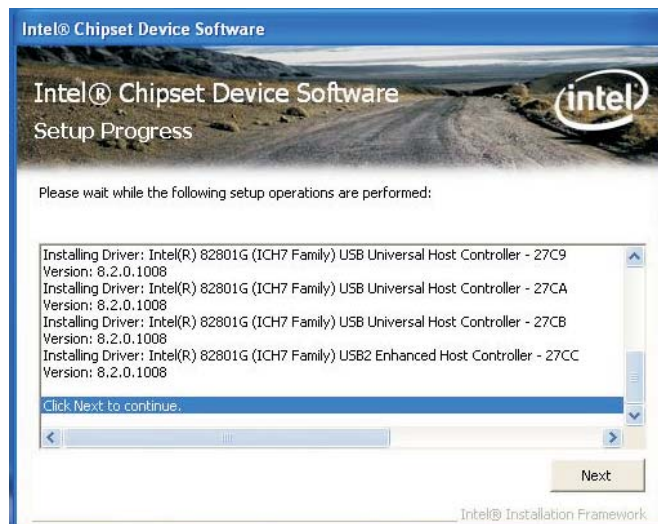 Intel® Chipset Device Software
Intel® Chipset Device Software
intel
Setup Progress
Please wait while the following setup operations are performed:
Installing Driver: Intel(R) 82801G (ICH7 Family) USB Universal Host Controller - 27C9
Version: 8.2.0.1008
Installing Driver: Intel(R) 82801G (ICH7 Family) USB Universal Host Controller - 27CA
Version: 8.2.0.1008
Installing Driver: Intel(R) 82801G (ICH7 Family) USB Universal Host Controller - 27CB
Version: 8.2.0.1008
Installing Driver: Intel(R) 82801G (ICH7 Family) USB2 Enhanced Host Controller - 27CC
Version: 8.2.0.1008
Click Next to continue.
Next
Intel® Installation Framework